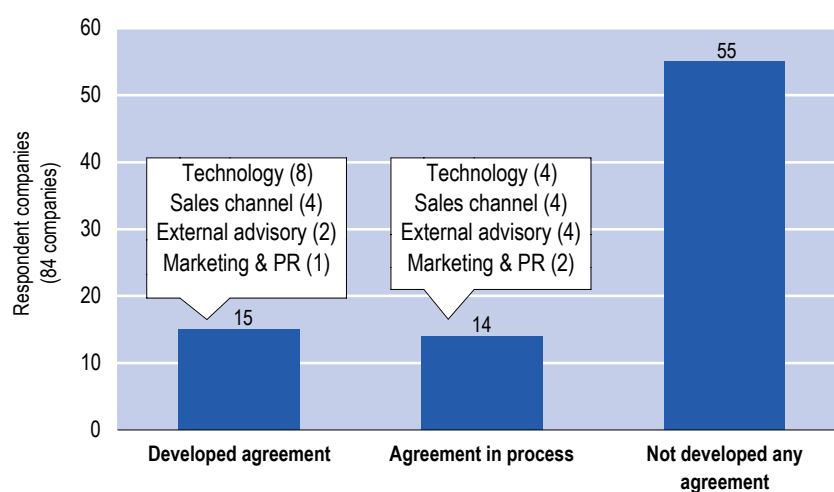 60
50
40
30
20
10
0
Respondent companies
(84 companies)
Technology (8)
Sales channel (4)
External advisory (2)
Marketing & PR (1)
15
Technology (4)
Sales channel (4)
External advisory (4)
Marketing & PR (2)
14
55
Developed agreement
Agreement in process
Not developed any
agreement